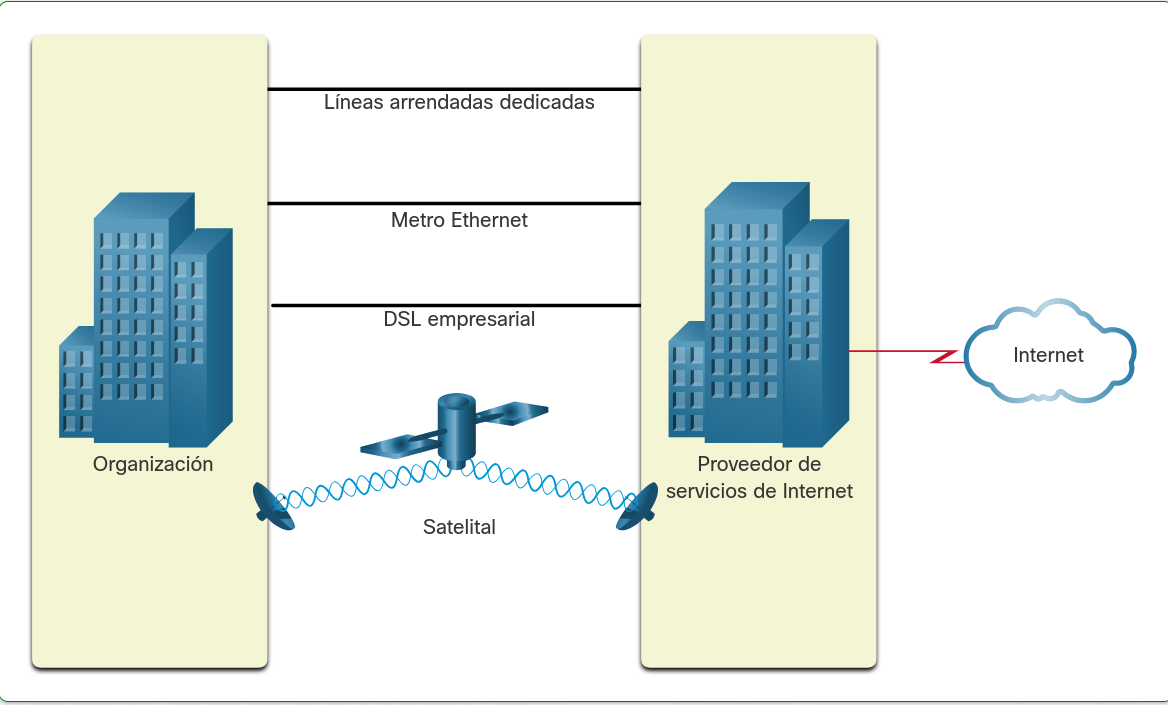 Líneas arrendadas dedicadas
Metro Ethernet
DSL empresarial
Internet
Organización
Proveedor de
servicios de Internet
Satelital